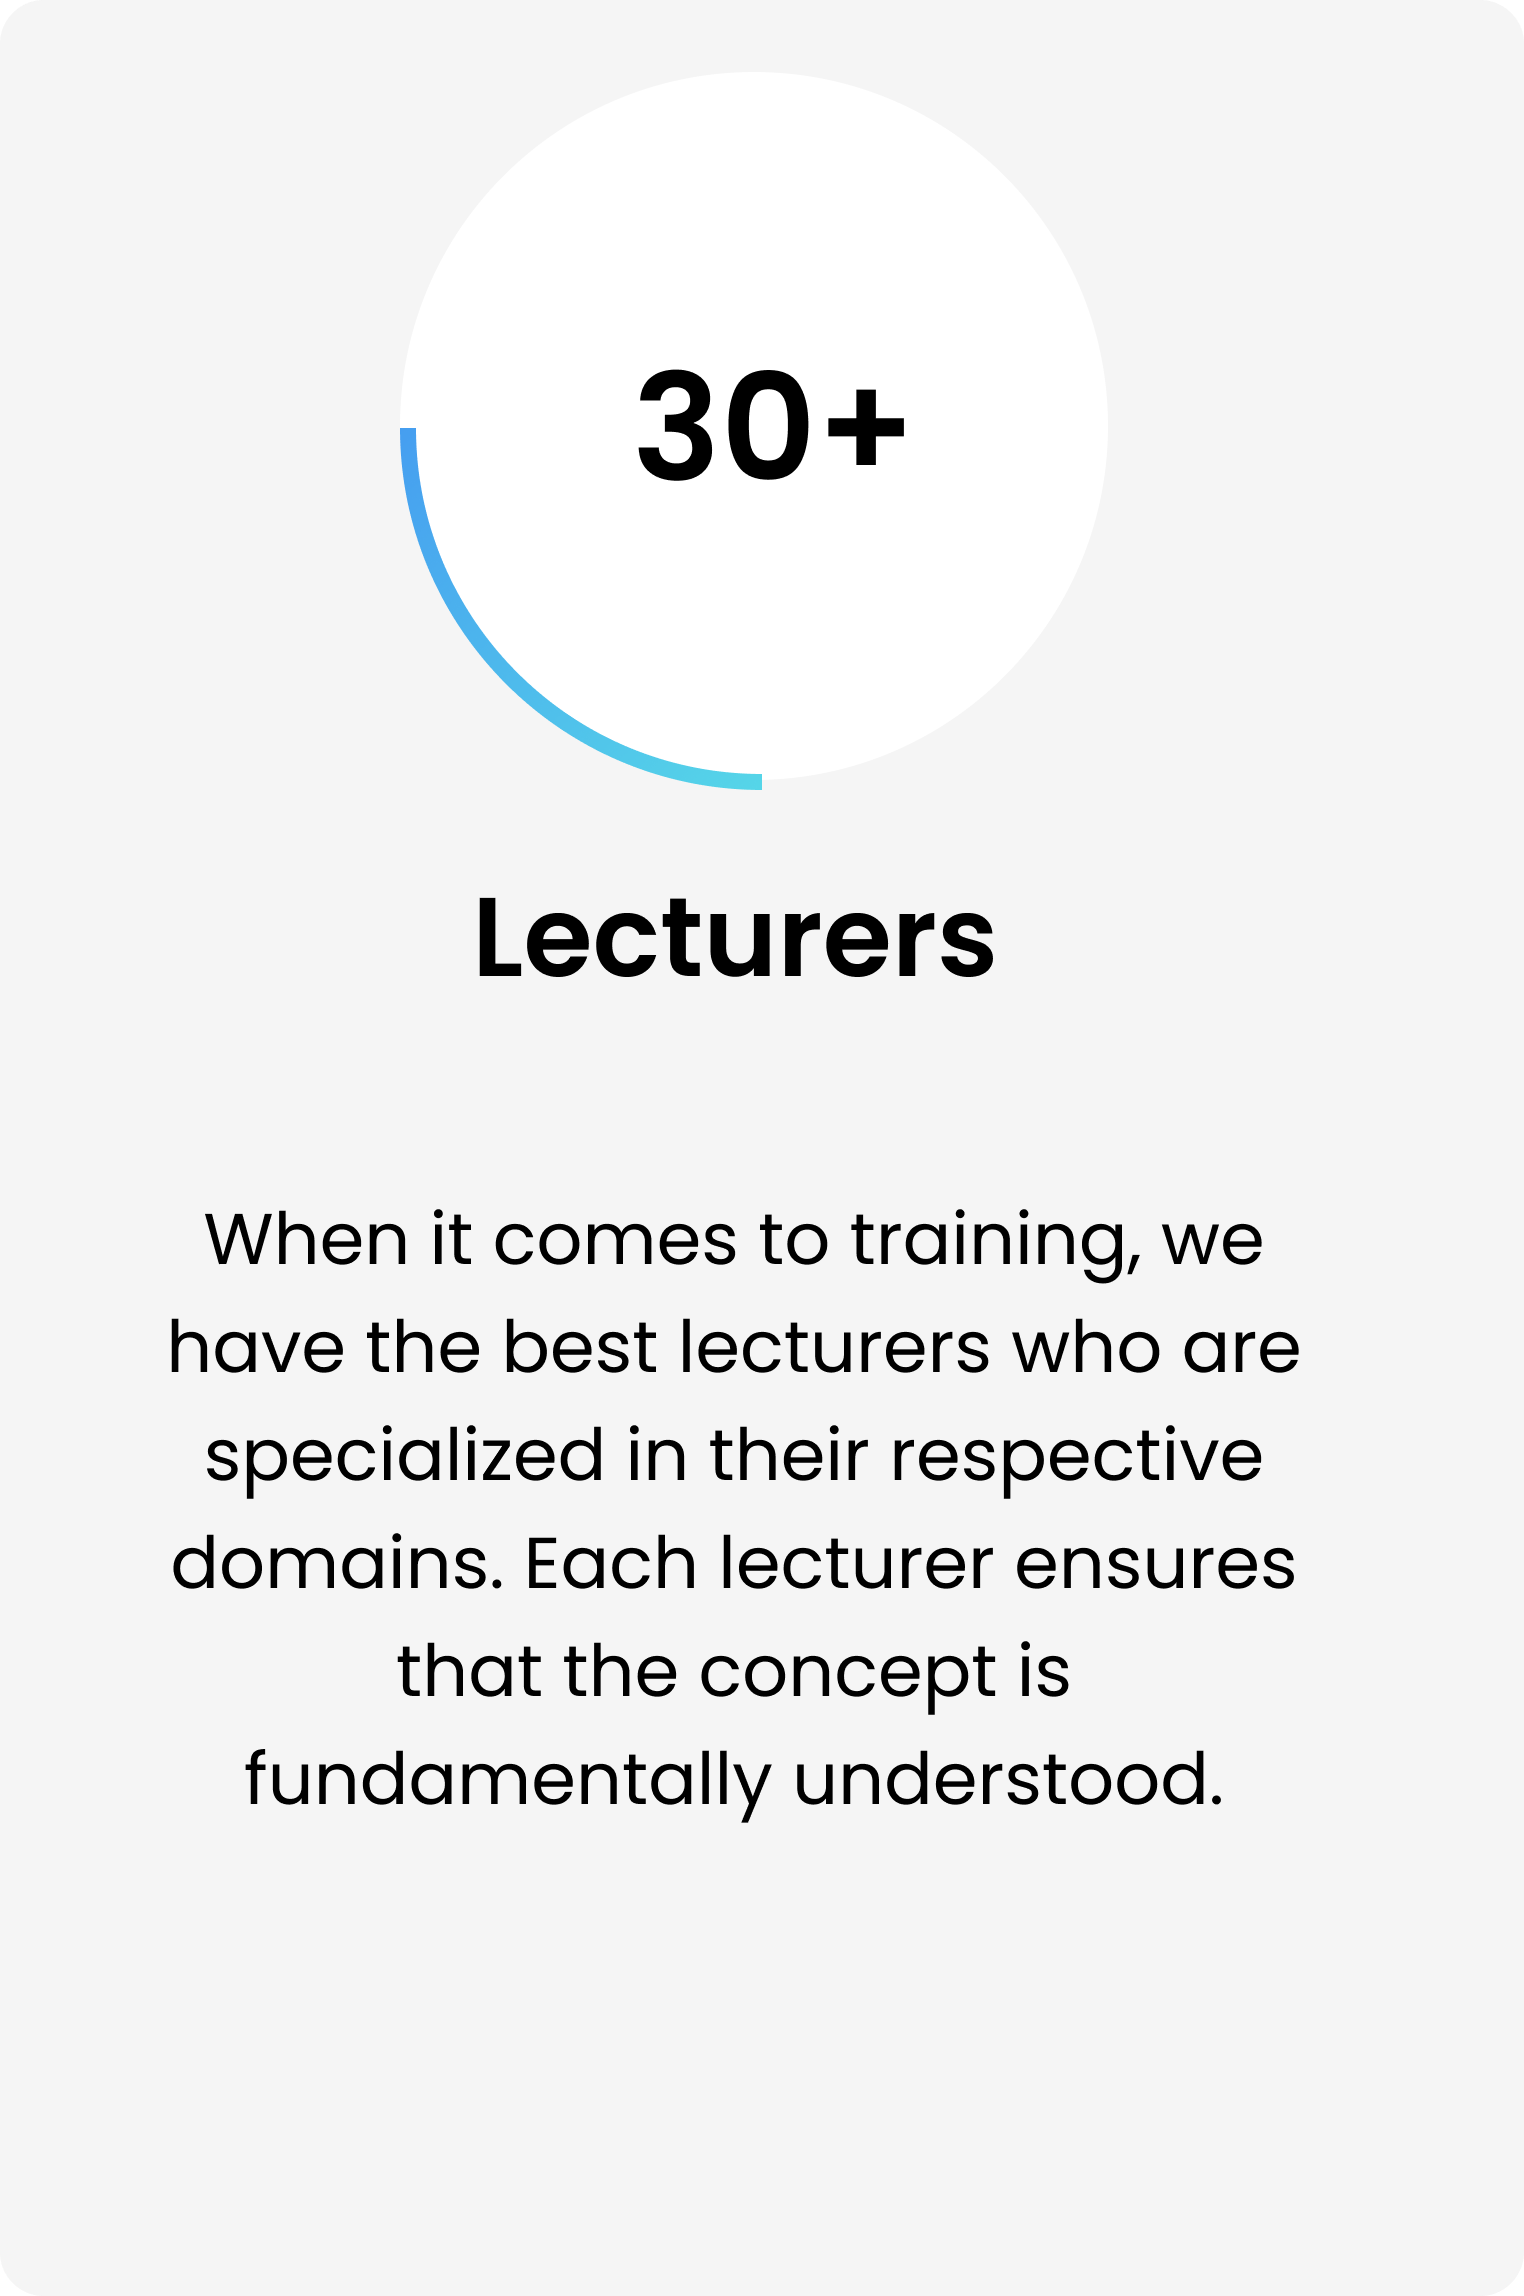 30+
Lecturers
When it comes to training, we
have the best lecturers who are
specialized in their respective
domains. Each lecturer ensures
that the concept is
fundamentally understood.